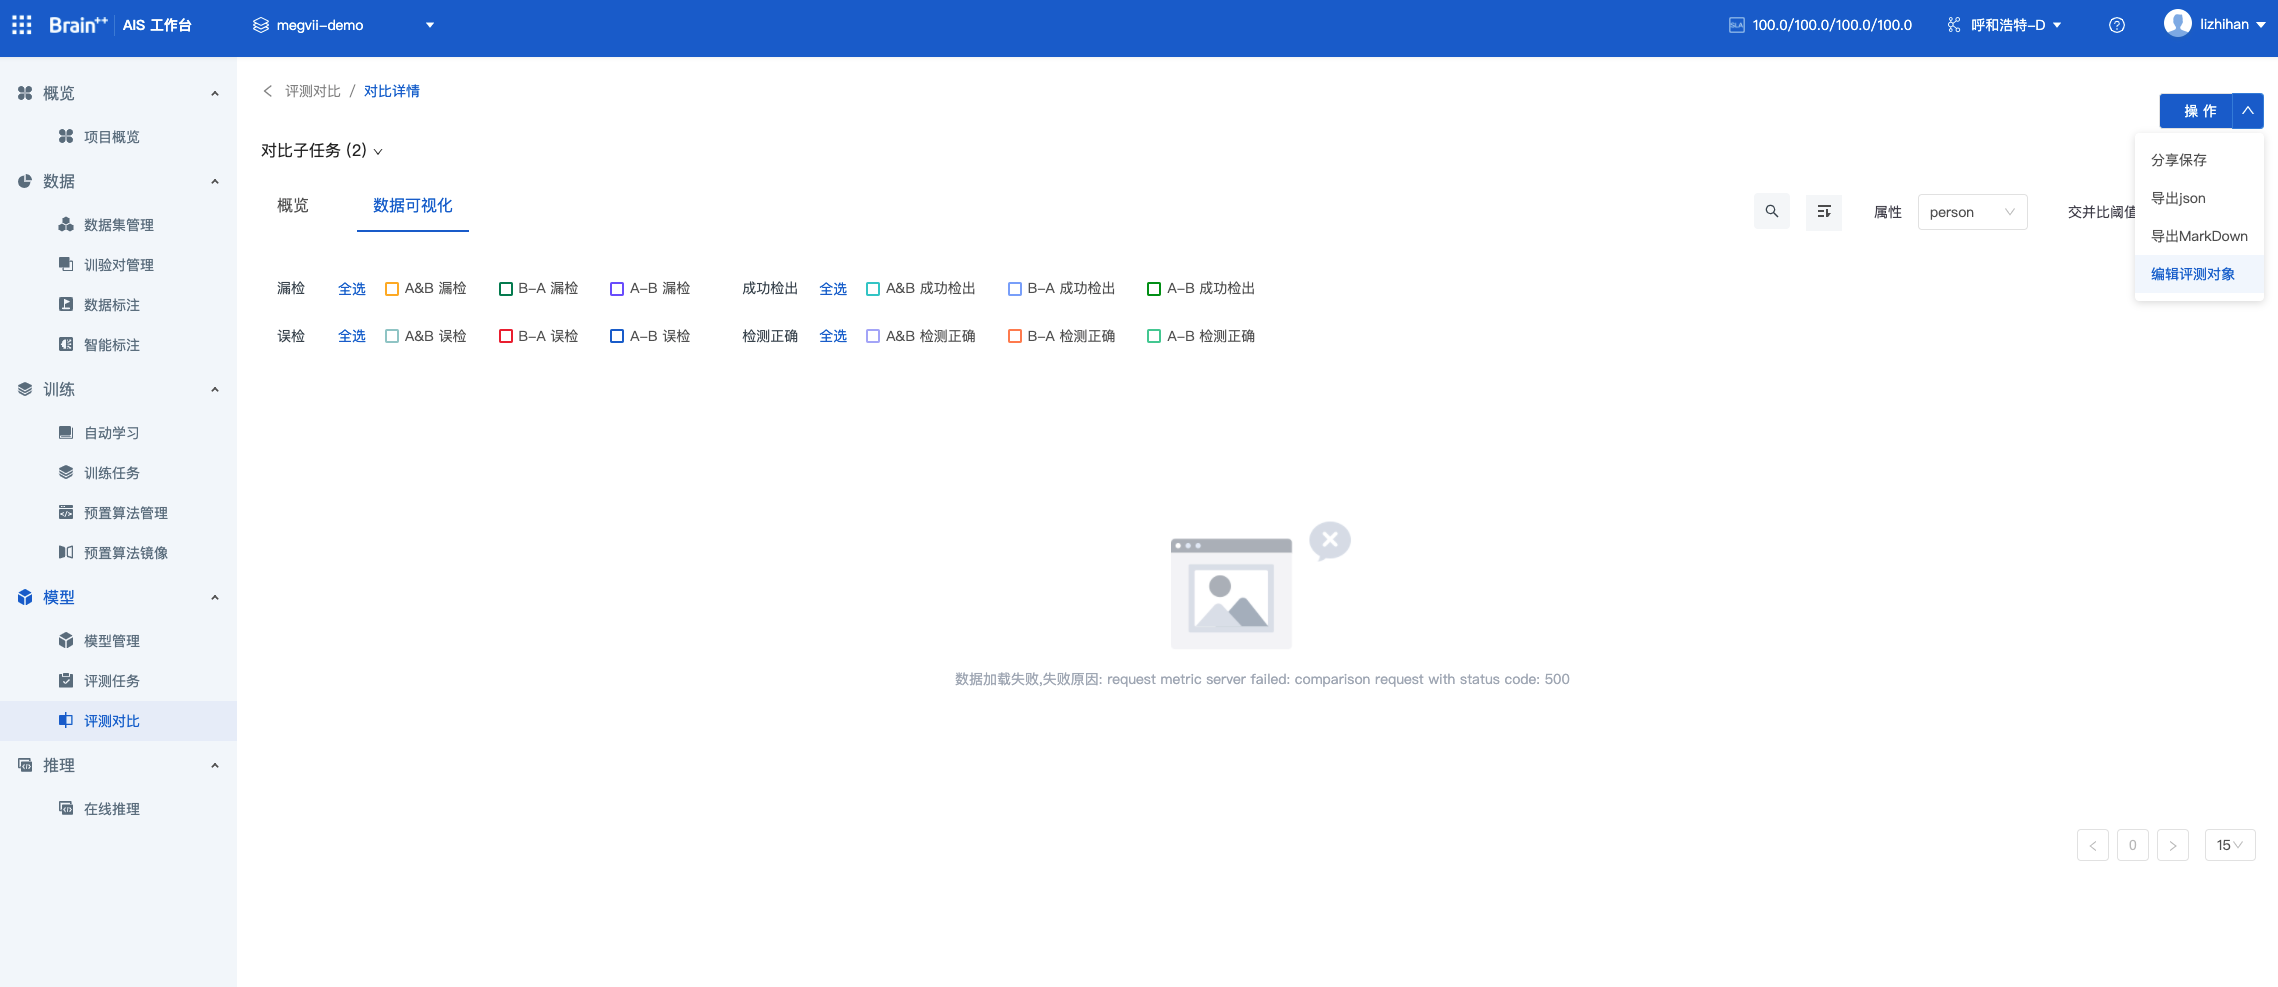 Brain++ AIS 工作台 megvii-demo SLA 100.0/100.0/100.0/100.0 呼和浩特-D lizhihan
概览
项目概览
数据
数据集管理
训验对管理
数据标注
智能标注
训练
自动学习
训练任务
预置算法管理
预置算法镜像
模型
模型管理
评测任务
评测对比
推理
在线推理
评测对比 / 对比详情
操 作
分享保存
导出json
导出MarkDown
编辑评测对象
对比子任务 (2)
概览 数据可视化 属性 person 交并比阈值
漏检 全选 A&B 漏检 B-A 漏检 A-B 漏检 成功检出 全选 A&B 成功检出 B-A 成功检出 A-B 成功检出
误检 全选 A&B 误检 B-A 误检 A-B 误检 检测正确 全选 A&B 检测正确 B-A 检测正确 A-B 检测正确
数据加载失败,失败原因: request metric server failed: comparison request with status code: 500
< 0 > 15